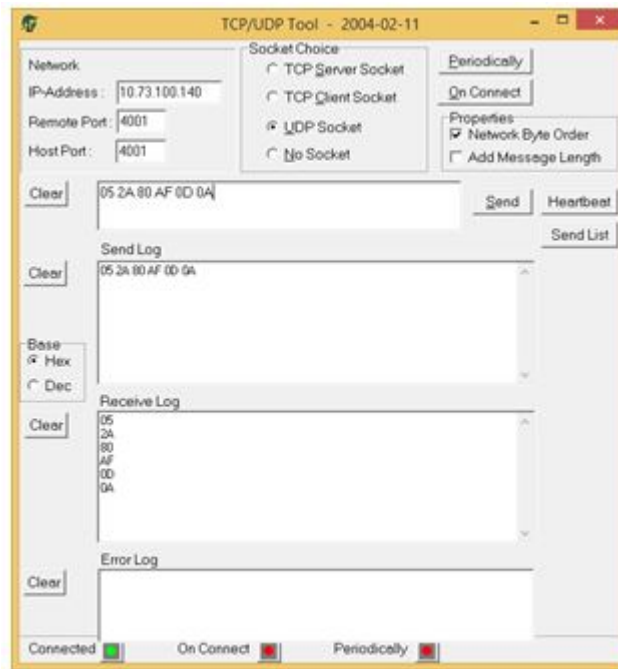 TCP/UDP Tool - 2004-02-11
Network
IP-Address : 10.73.100.140
Remote Port : 4001
Host Port : 4001
Socket Choice
TCP Server Socket
TCP Client Socket
UDP Socket
No Socket
Periodically
On Connect
Properties
Network Byte Order
Add Message Length
Clear
05 2A 80 AF 0D 0A
Send
Heartbeat
Send List
Send Log
Clear
05 2A 80 AF 0D 0A
Base
Hex
Dec
Receive Log
Clear
05
2A
80
AF
0D
0A
Error Log
Clear
Connected
On Connect
Periodically